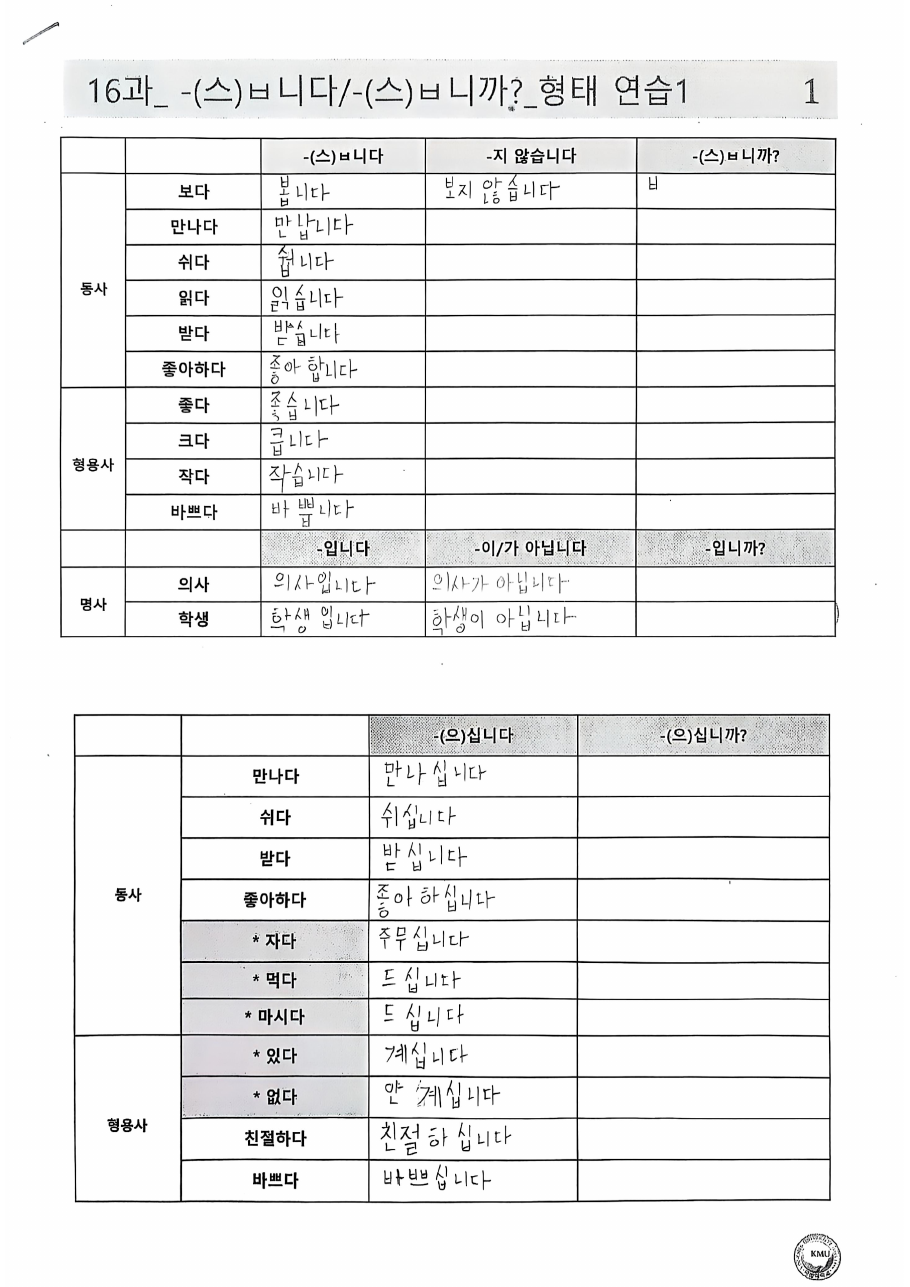 16과_ -(스)ㅂ니다/-(스)ㅂ니까?_형태 연습1 1
-(스)ㅂ니다 -지 않습니다 -(스)ㅂ니까?
동사
보다 봅니다 보지 않습니다 ㅂ
만나다 만납니다
쉬다 쉽니다
읽다 읽습니다
받다 받습니다
좋아하다 좋아 합니다
형용사
좋다 좋습니다
크다 큽니다
작다 작습니다
바쁘다 바쁩니다
-입니다 -이/가 아닙니다 -입니까?
명사
의사 의사입니다 의사가 아닙니다
학생 학생 입니다 학생이 아닙니다
-(으)십니다 -(으)십니까?
동사
만나다 만나십니다
쉬다 쉬십니다
받다 받십니다
좋아하다 좋아 하십니다
* 자다 주무십니다
* 먹다 드십니다
* 마시다 드십니다
형용사
* 있다 계십니다
* 없다 안 계십니다
친절하다 친절하십니다
바쁘다 바쁘십니다
KMU